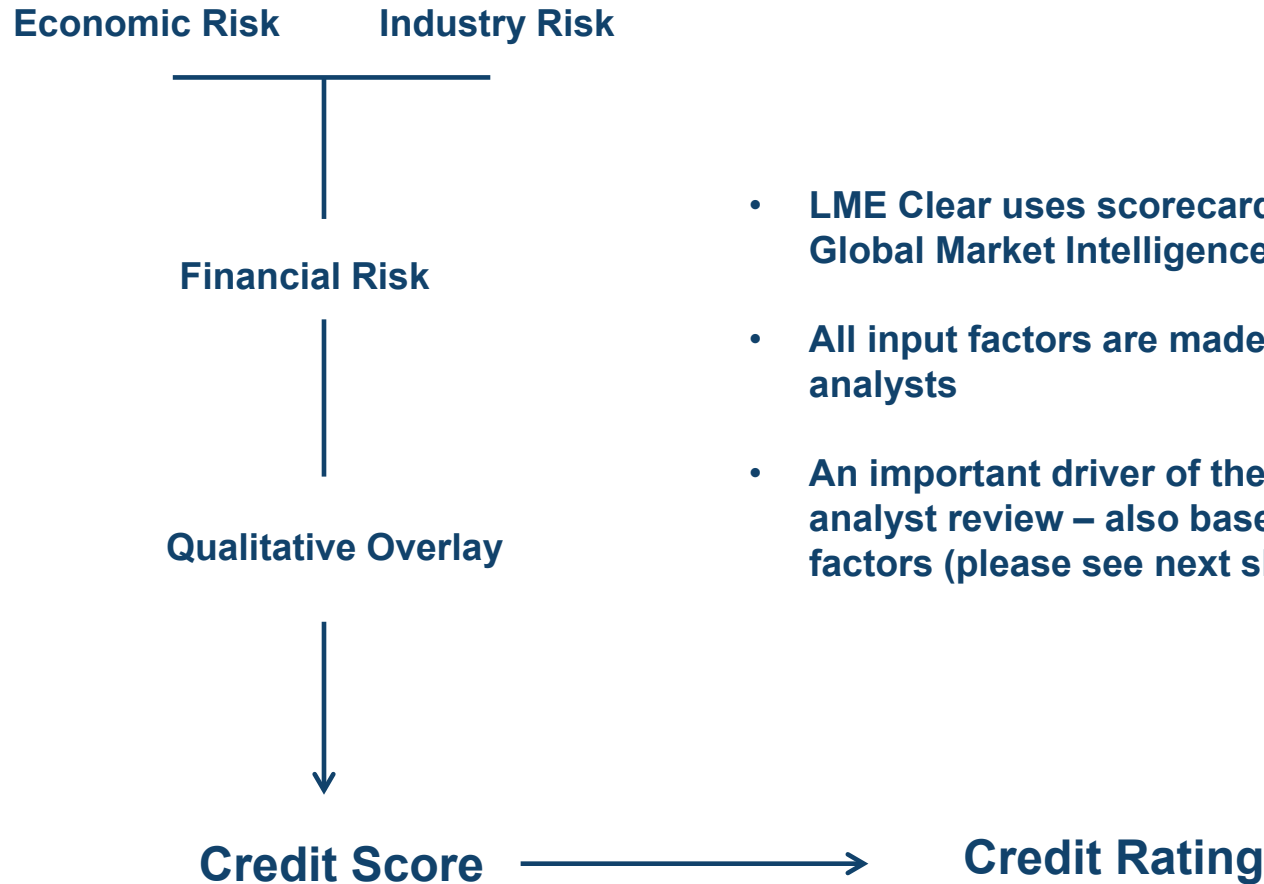 Economic Risk Industry Risk
Financial Risk
Qualitative Overlay
Credit Score
Credit Rating
• LME Clear uses scorecard
Global Market Intelligence
• All input factors are made
analysts
• An important driver of the
analyst review – also base
factors (please see next s